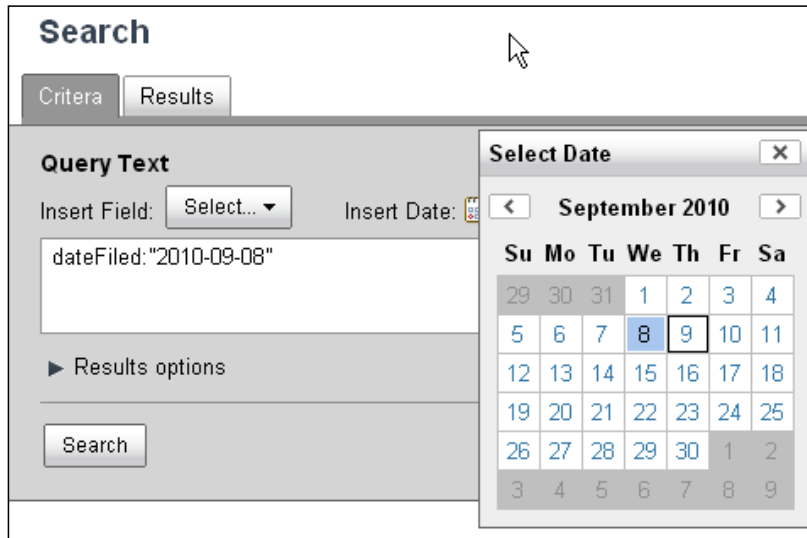 Search
Critera Results
Query Text
Insert Field: Select... Insert Date:
dateFiled:"2010-09-08"
Results options
Search
Select Date
September 2010
Su Mo Tu We Th Fr Sa
29 30 31 1 2 3 4
5 6 7 8 9 10 11
12 13 14 15 16 17 18
19 20 21 22 23 24 25
26 27 28 29 30 1 2
3 4 5 6 7 8 9